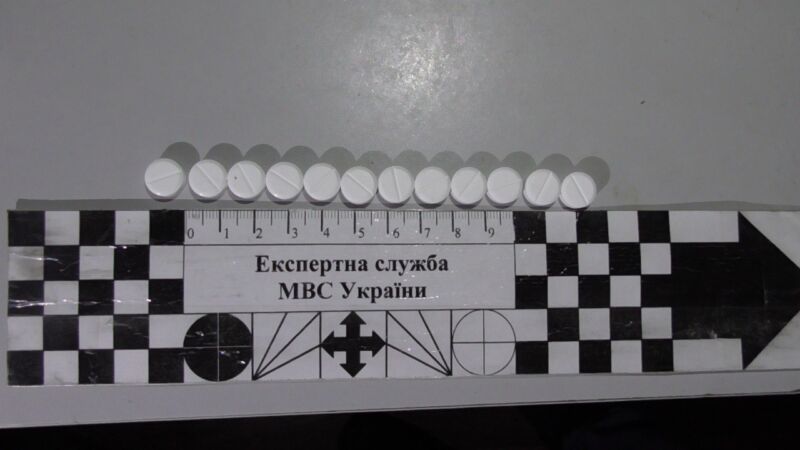 0 1 2 3 4 5 6 7 8 9
Експертна служба
МВС України